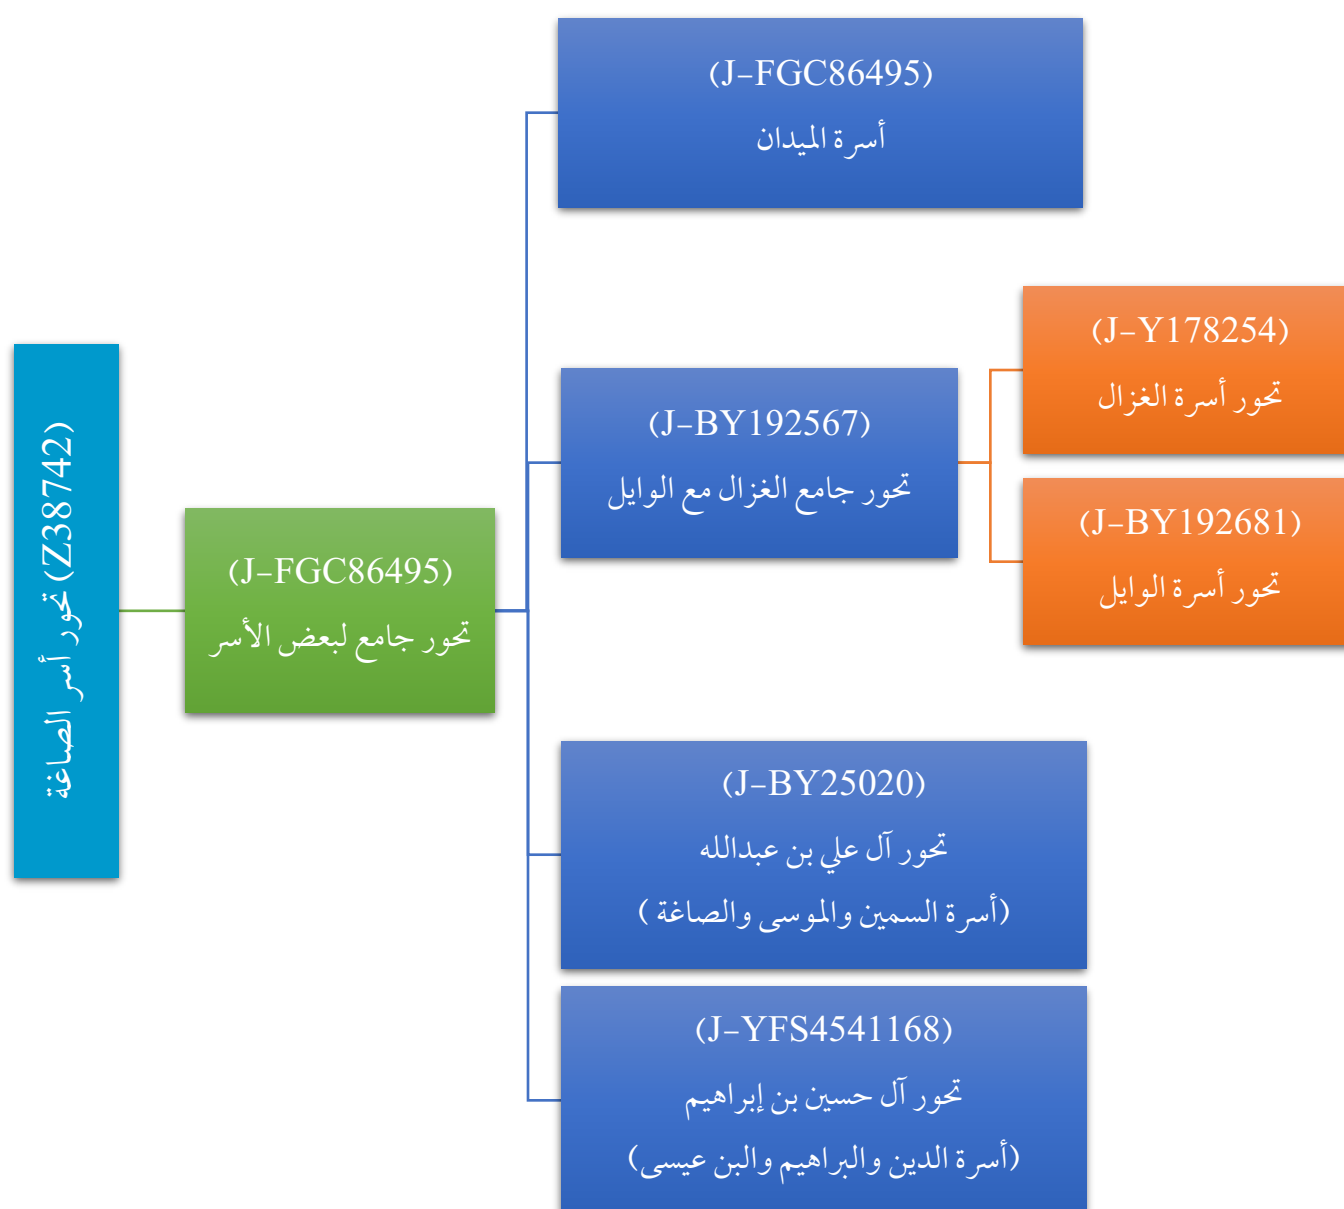 (Z38742) تحور أسر الصاغة
(J-FGC86495)
تحور جامع لبعض الأسر
(J-FGC86495)
أسرة الميدان
(J-BY192567)
تحور جامع الغزال مع الوايل
(J-Y178254)
تحور أسرة الغزال
(J-BY192681)
تحور أسرة الوايل
(J-BY25020)
تحور آل علي بن عبدالله
(أسرة السمين والموسى والصاغة )
(J-YFS4541168)
تحور آل حسين بن إبراهيم
(أسرة الدين والبراهيم والبن عيسى)